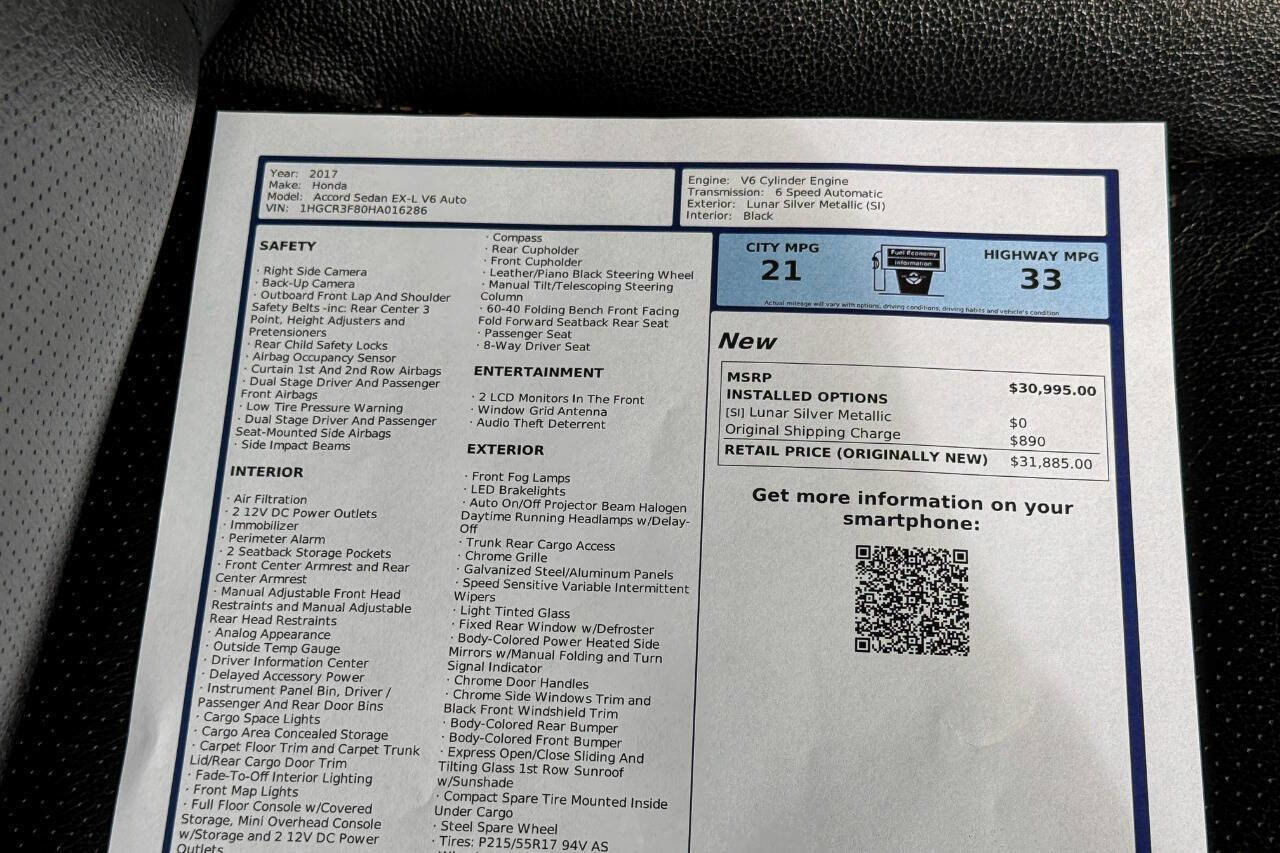 Year: 2017
Make: Honda
Model: Accord Sedan EX-L V6 Auto
VIN: 1HGCR3F80HA016286
Engine: V6 Cylinder Engine
Transmission: 6 Speed Automatic
Exterior: Lunar Silver Metallic (SI)
Interior: Black
SAFETY
· Right Side Camera
· Back-Up Camera
· Outboard Front Lap And Shoulder
Safety Belts -inc: Rear Center 3
Point, Height Adjusters and
Pretensioners
· Rear Child Safety Locks
· Airbag Occupancy Sensor
· Curtain 1st And 2nd Row Airbags
· Dual Stage Driver And Passenger
Front Airbags
· Low Tire Pressure Warning
· Dual Stage Driver And Passenger
Seat-Mounted Side Airbags
· Side Impact Beams
INTERIOR
· Air Filtration
· 2 12V DC Power Outlets
· Immobilizer
· Perimeter Alarm
· 2 Seatback Storage Pockets
· Front Center Armrest and Rear
Center Armrest
· Manual Adjustable Front Head
Restraints and Manual Adjustable
Rear Head Restraints
· Analog Appearance
· Outside Temp Gauge
· Driver Information Center
· Delayed Accessory Power
· Instrument Panel Bin, Driver /
Passenger And Rear Door Bins
· Cargo Space Lights
· Cargo Area Concealed Storage
· Carpet Floor Trim and Carpet Trunk
Lid/Rear Cargo Door Trim
· Fade-To-Off Interior Lighting
· Front Map Lights
· Full Floor Console w/Covered
Storage, Mini Overhead Console
w/Storage and 2 12V DC Power
Outlets
· Compass
· Rear Cupholder
· Front Cupholder
· Leather/Piano Black Steering Wheel
· Manual Tilt/Telescoping Steering
Column
· 60-40 Folding Bench Front Facing
Fold Forward Seatback Rear Seat
· Passenger Seat
· 8-Way Driver Seat
ENTERTAINMENT
· 2 LCD Monitors In The Front
· Window Grid Antenna
· Audio Theft Deterrent
EXTERIOR
· Front Fog Lamps
· LED Brakelights
· Auto On/Off Projector Beam Halogen
Daytime Running Headlamps w/Delay-
Off
· Trunk Rear Cargo Access
· Chrome Grille
· Galvanized Steel/Aluminum Panels
· Speed Sensitive Variable Intermittent
Wipers
· Light Tinted Glass
· Fixed Rear Window w/Defroster
· Body-Colored Power Heated Side
Mirrors w/Manual Folding and Turn
Signal Indicator
· Chrome Door Handles
· Chrome Side Windows Trim and
Black Front Windshield Trim
· Body-Colored Rear Bumper
· Body-Colored Front Bumper
· Express Open/Close Sliding And
Tilting Glass 1st Row Sunroof
w/Sunshade
· Compact Spare Tire Mounted Inside
Under Cargo
· Steel Spare Wheel
· Tires: P215/55R17 94V AS
CITY MPG
21
Fuel Economy
Information
HIGHWAY MPG
33
Actual mileage will vary with options, driving conditions, driving habits and vehicle's condition
New
MSRP $30,995.00
INSTALLED OPTIONS
[SI] Lunar Silver Metallic $0
Original Shipping Charge $890
RETAIL PRICE (ORIGINALLY NEW) $31,885.00
Get more information on your
smartphone: